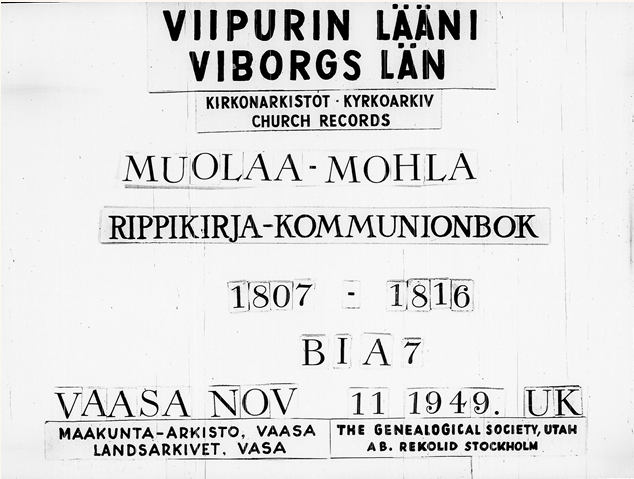 VIIPURIN LÄÄNI
VIBORGS LÄN
KIRKONARKISTOT · KYRKOARKIV
CHURCH RECORDS
MUOLAA - MOHLA
RIPPIKIRJA-KOMMUNIONBOK
1807 - 1816
B I A 7
VAASA NOV 11 1949. UK
MAAKUNTA-ARKISTO, VAASA
LANDSARKIVET, VASA
THE GENEALOGICAL SOCIETY, UTAH
AB. REKOLID STOCKHOLM